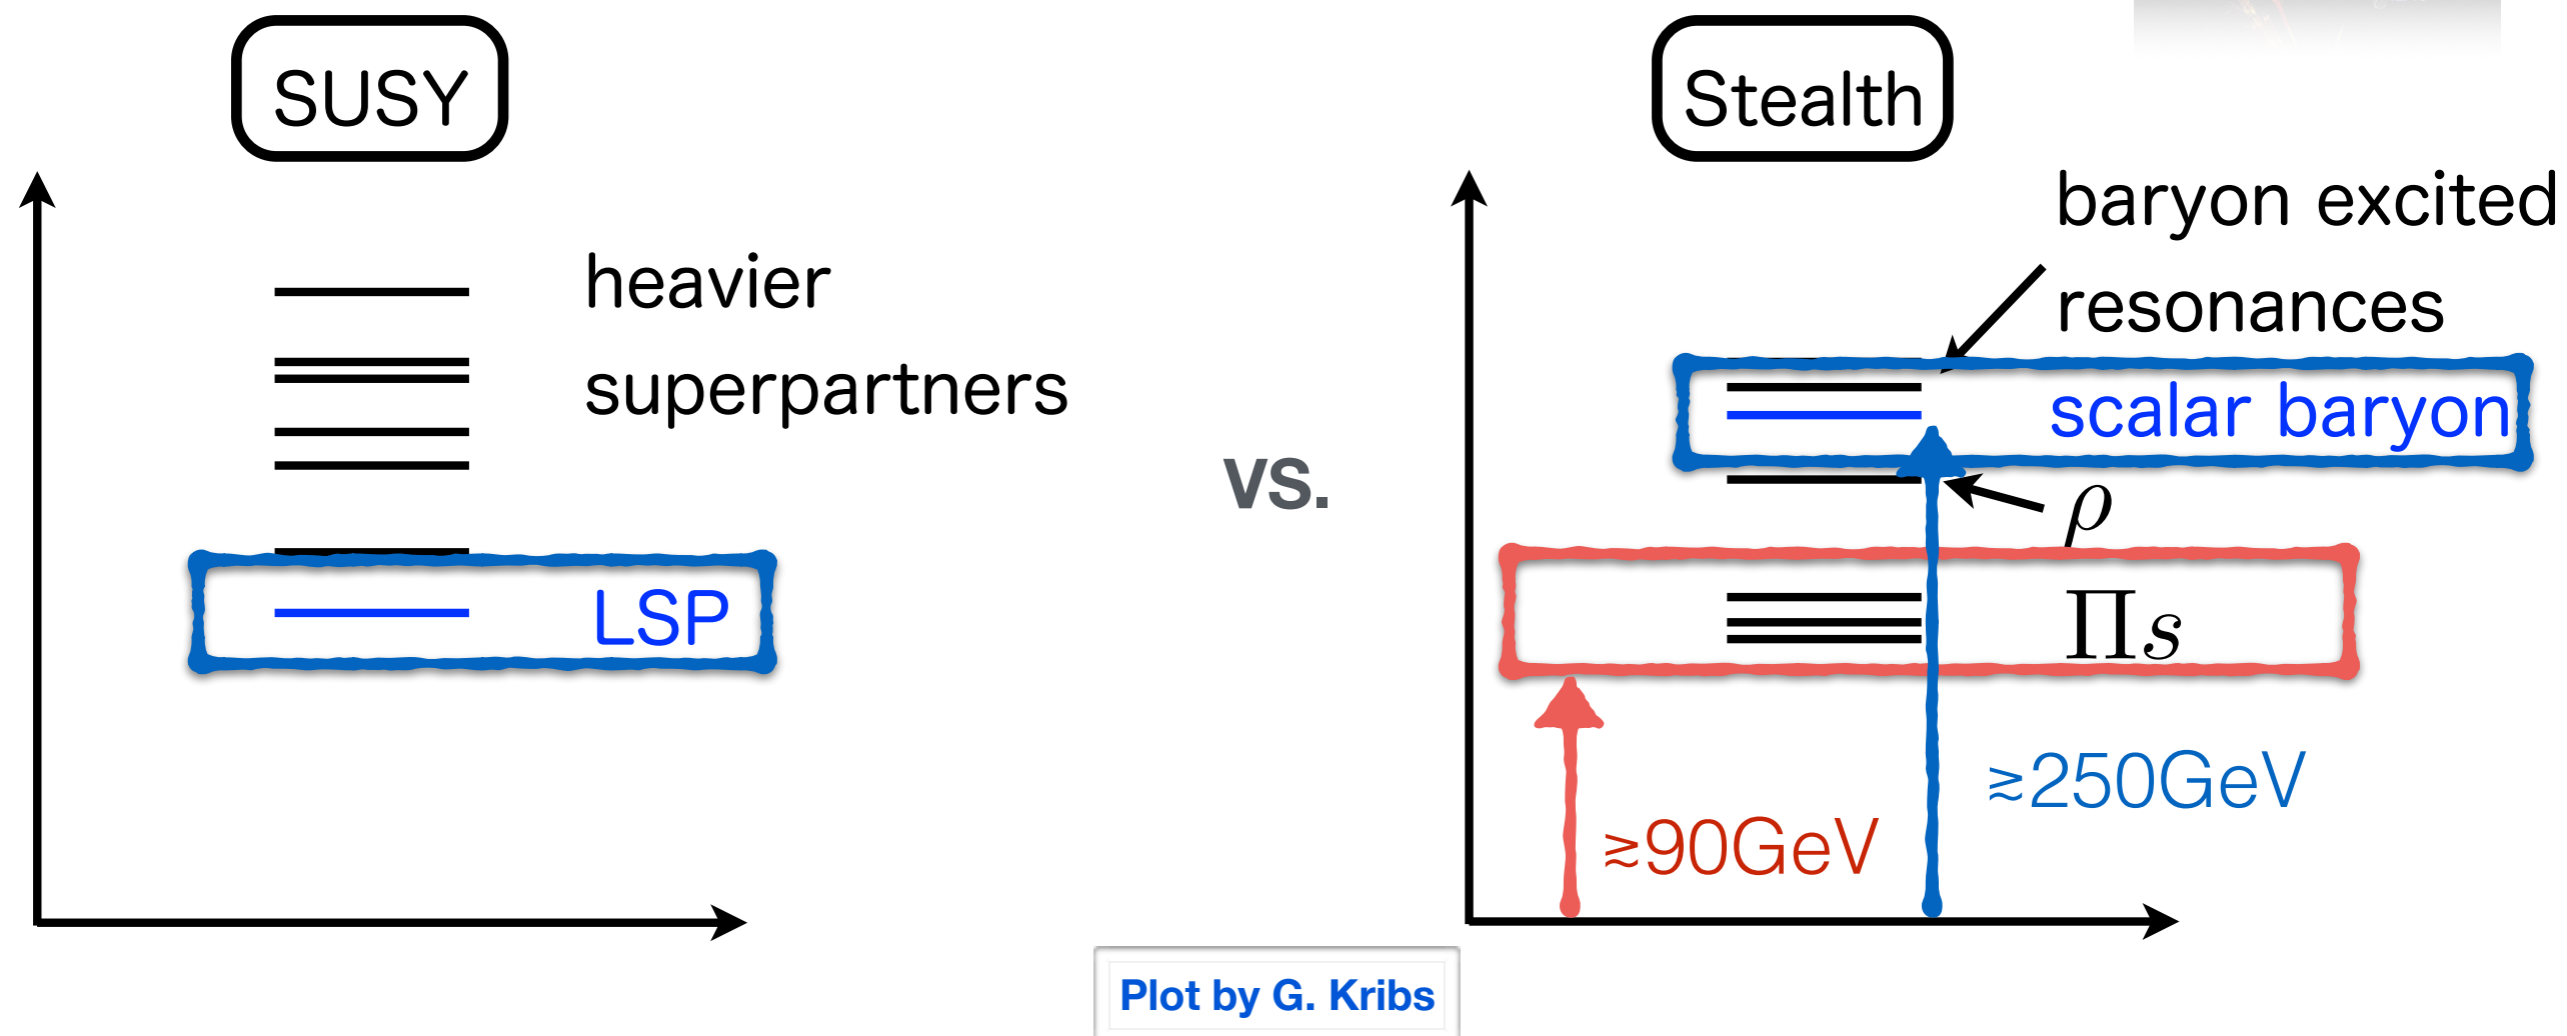 SUSY
heavier
superpartners
LSP
vs.
Stealth
baryon excited
resonances
scalar baryon
ρ
Πs
≳250GeV
≳90GeV
Plot by G. Kribs